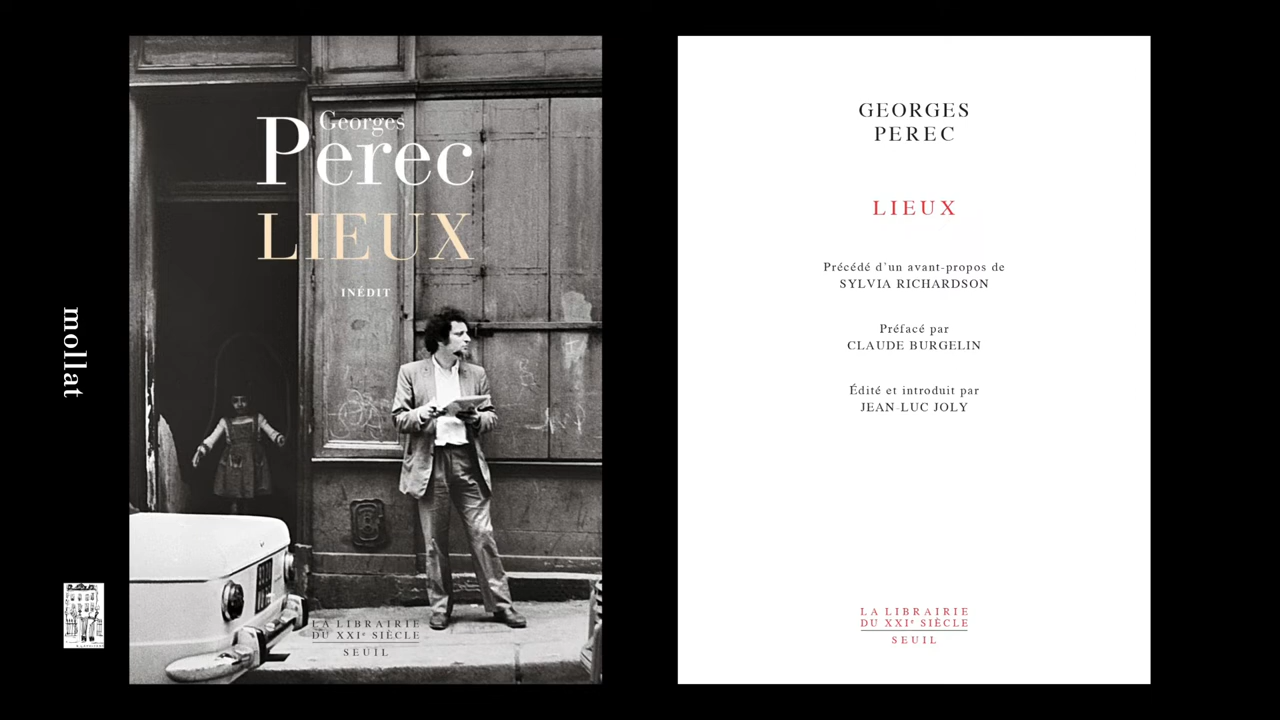 mollat
Georges
Perec
LIEUX
INÉDIT
LA LIBRAIRIE
DU XXIe SIÈCLE
SEUIL
GEORGES
PEREC
LIEUX
Précédé d'un avant-propos de
SYLVIA RICHARDSON
Préfacé par
CLAUDE BURGELIN
Édité et introduit par
JEAN-LUC JOLY
LA LIBRAIRIE
DU XXIe SIÈCLE
SEUIL